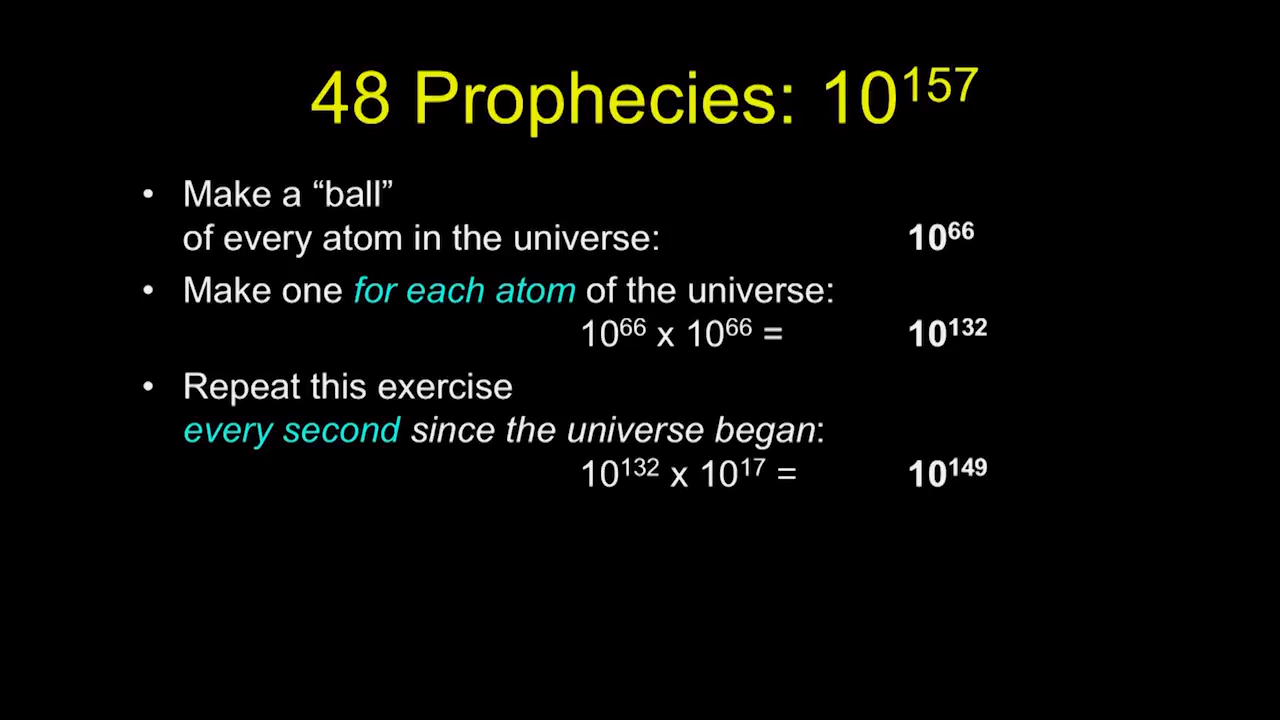 48 Prophecies: 10¹⁵⁷
• Make a “ball”
of every atom in the universe: 10⁶⁶
• Make one for each atom of the universe:
10⁶⁶ x 10⁶⁶ = 10¹³²
• Repeat this exercise
every second since the universe began:
10¹³² x 10¹⁷ = 10¹⁴⁹